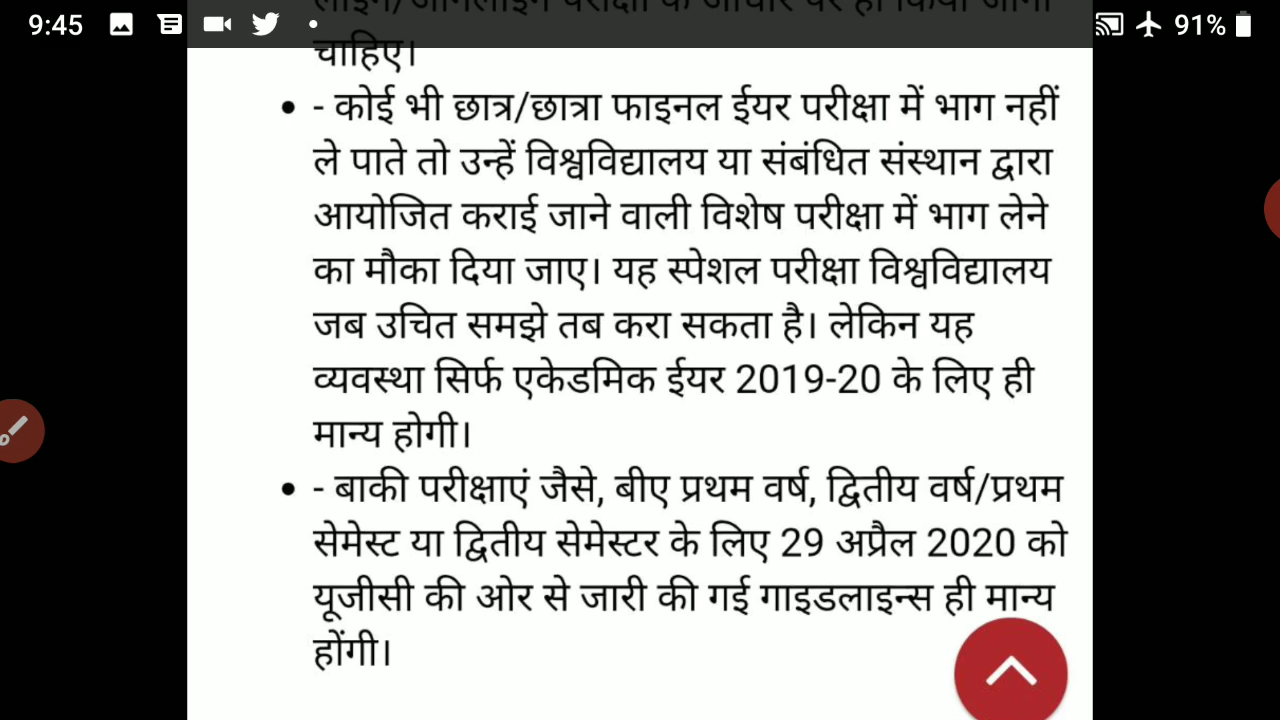 9:45
91%
चाहिए।
- कोई भी छात्र/छात्रा फाइनल ईयर परीक्षा में भाग नहीं
ले पाते तो उन्हें विश्वविद्यालय या संबंधित संस्थान द्वारा
आयोजित कराई जाने वाली विशेष परीक्षा में भाग लेने
का मौका दिया जाए। यह स्पेशल परीक्षा विश्वविद्यालय
जब उचित समझे तब करा सकता है। लेकिन यह
व्यवस्था सिर्फ एकेडमिक ईयर 2019-20 के लिए ही
मान्य होगी।
- बाकी परीक्षाएं जैसे, बीए प्रथम वर्ष, द्वितीय वर्ष/प्रथम
सेमेस्ट या द्वितीय सेमेस्टर के लिए 29 अप्रैल 2020 को
यूजीसी की ओर से जारी की गई गाइडलाइन्स ही मान्य
होंगी।